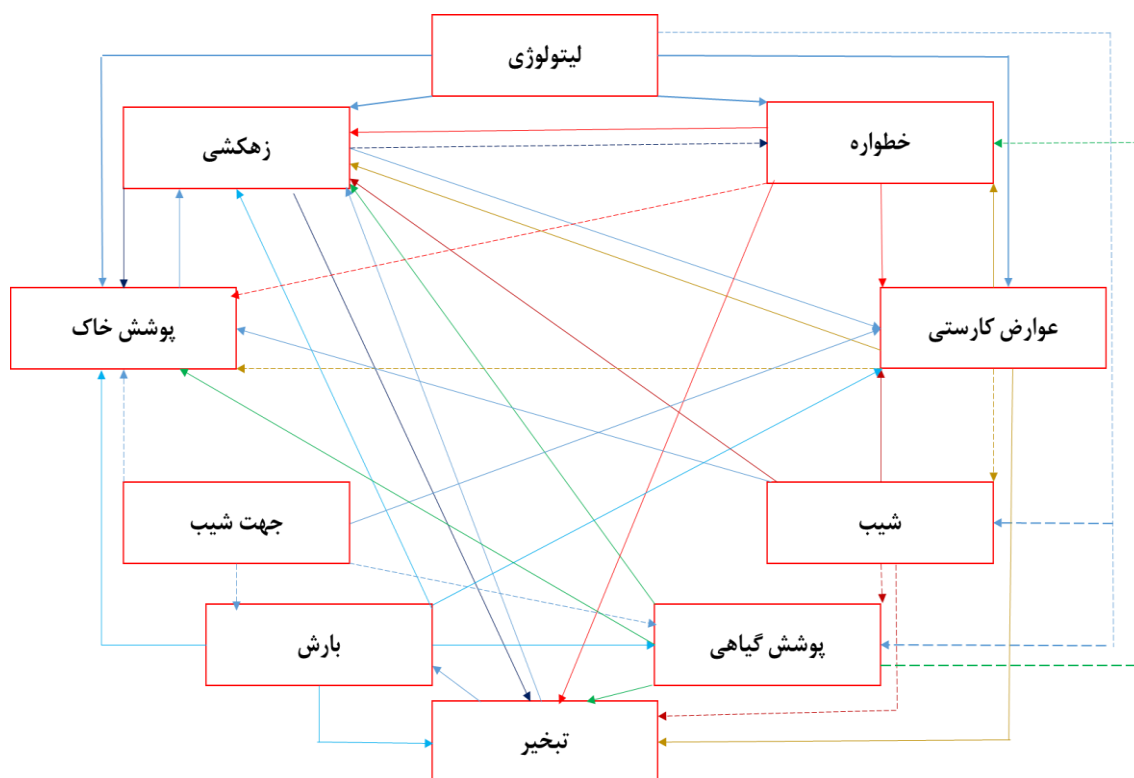 لیتولوژی
خطواره
زهکشی
عوارض کارستی
پوشش خاک
شیب
جهت شیب
پوشش گیاهی
بارش
تبخیر